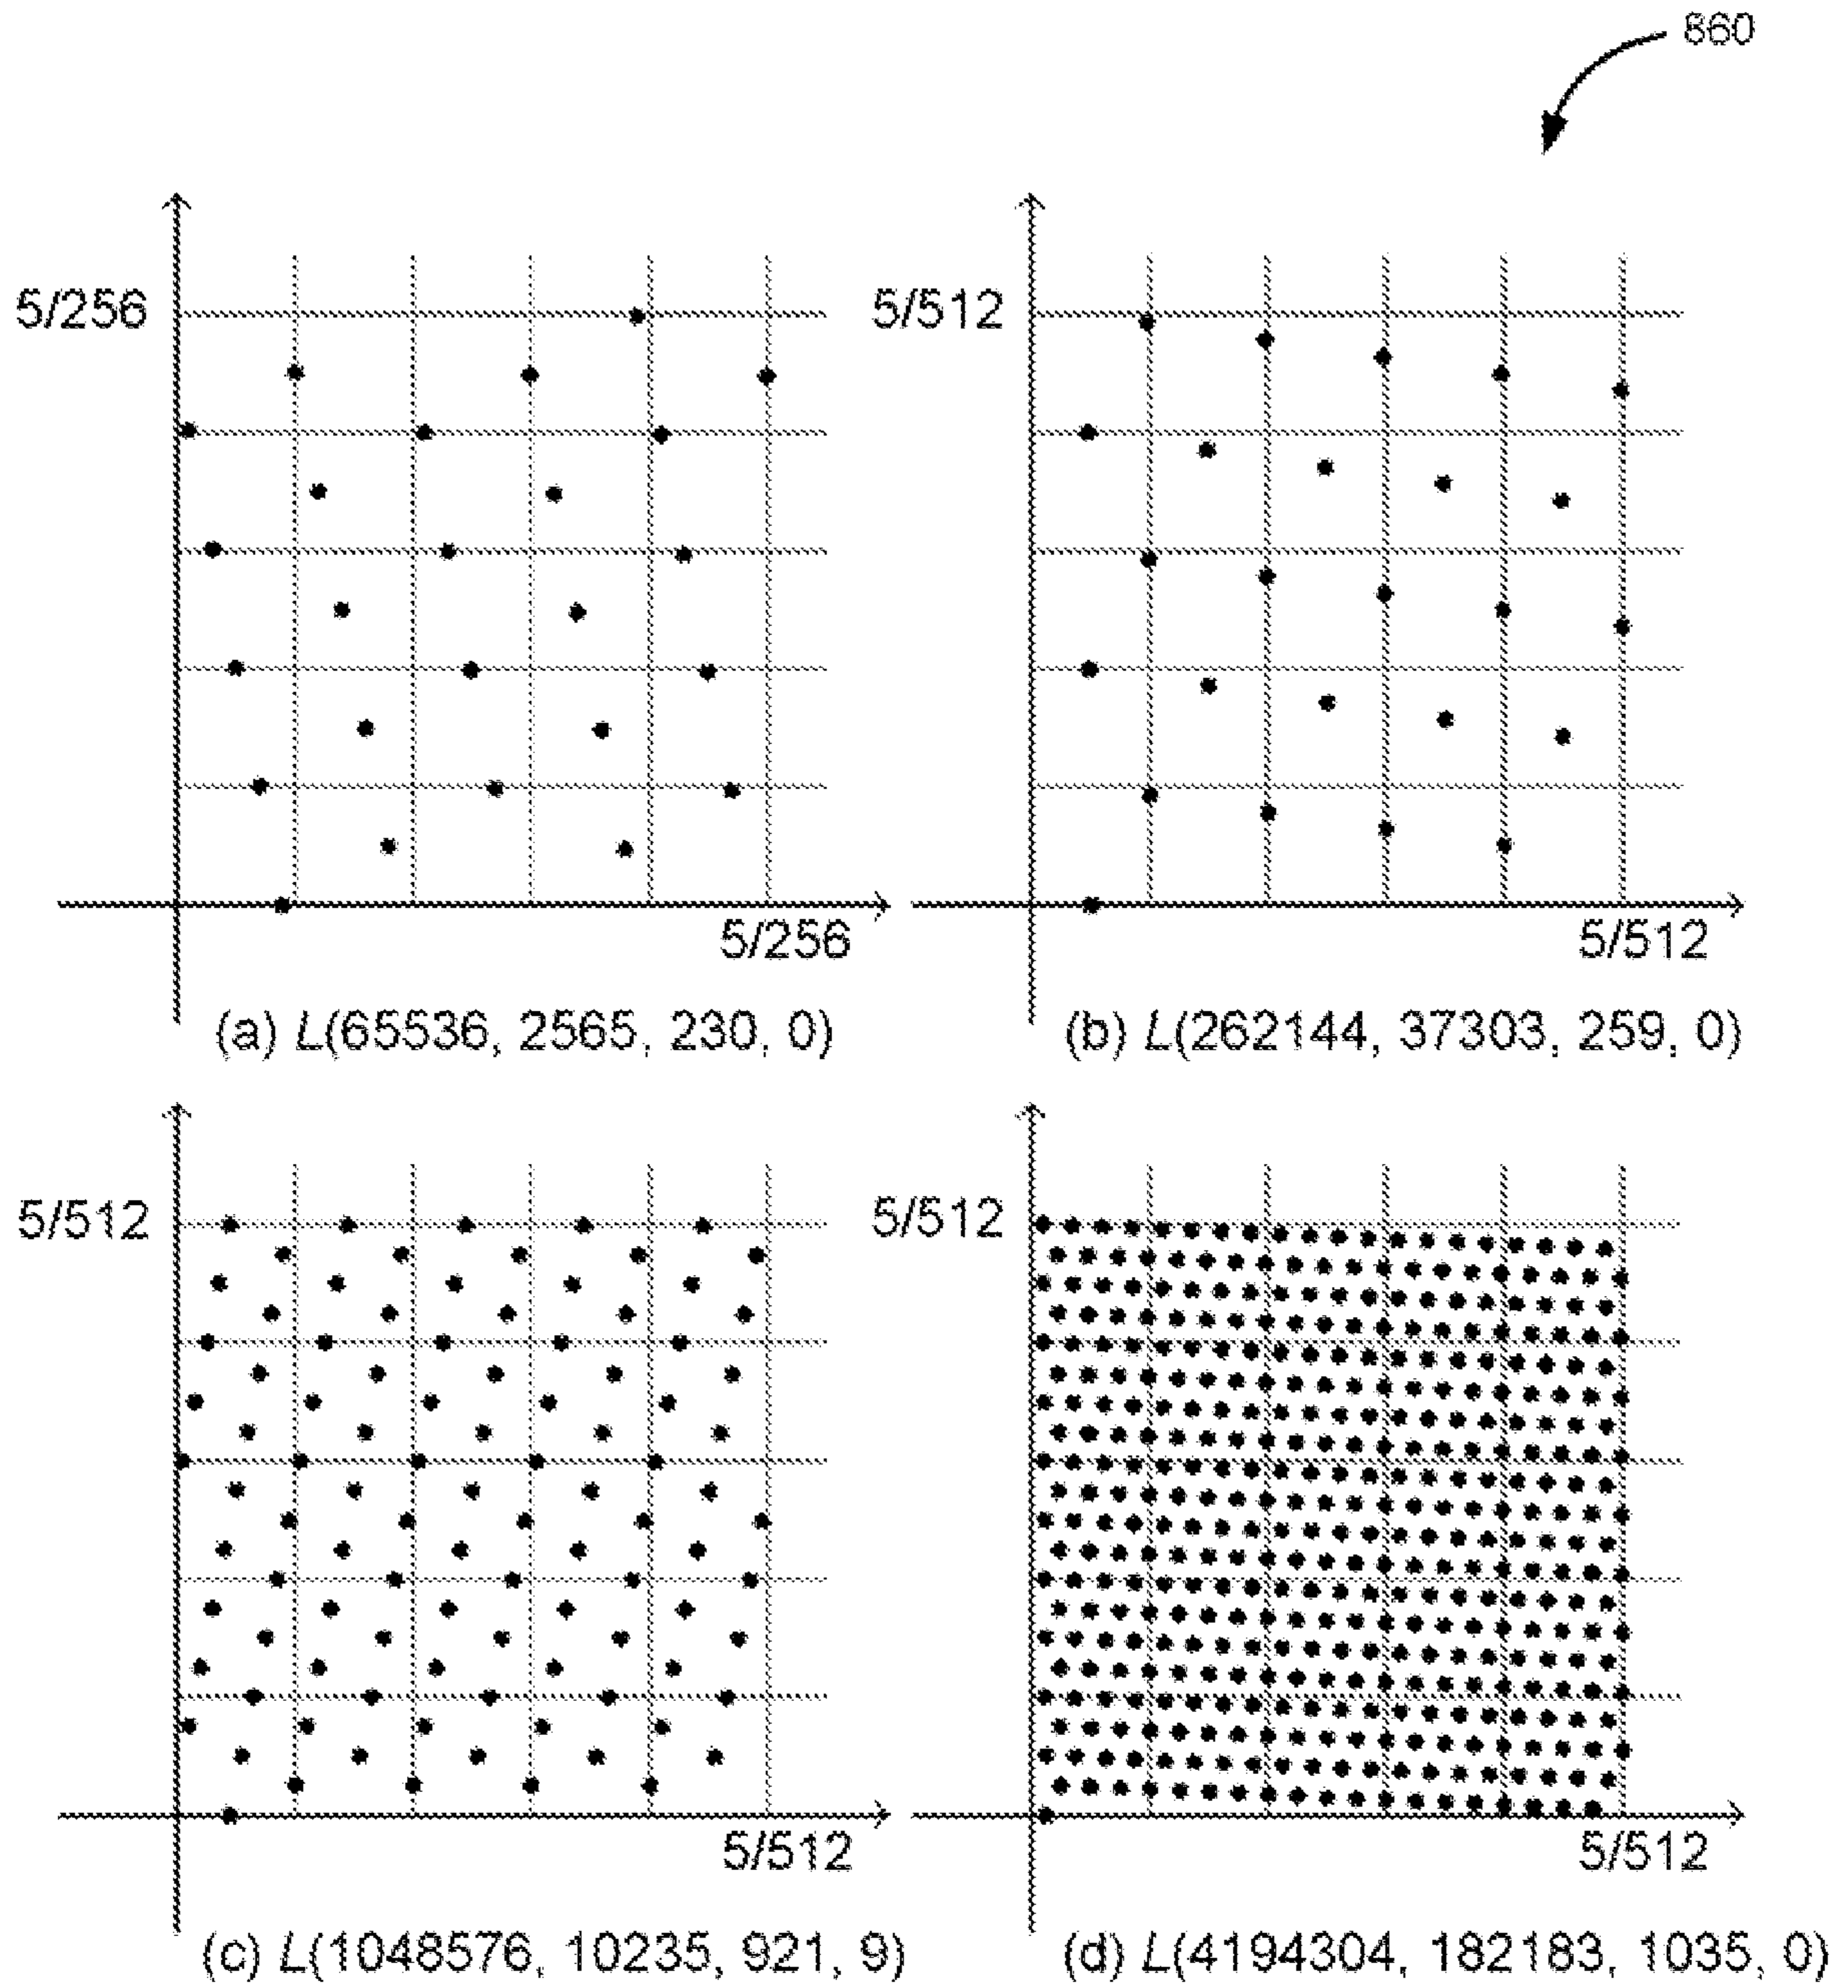 860
5/256
5/512
5/256
5/512
(a) L(65536, 2565, 230, 0)
(b) L(262144, 37303, 259, 0)
5/512
5/512
5/512
5/512
(c) L(1048576, 10235, 921, 9)
(d) L(4194304, 182183, 1035, 0)